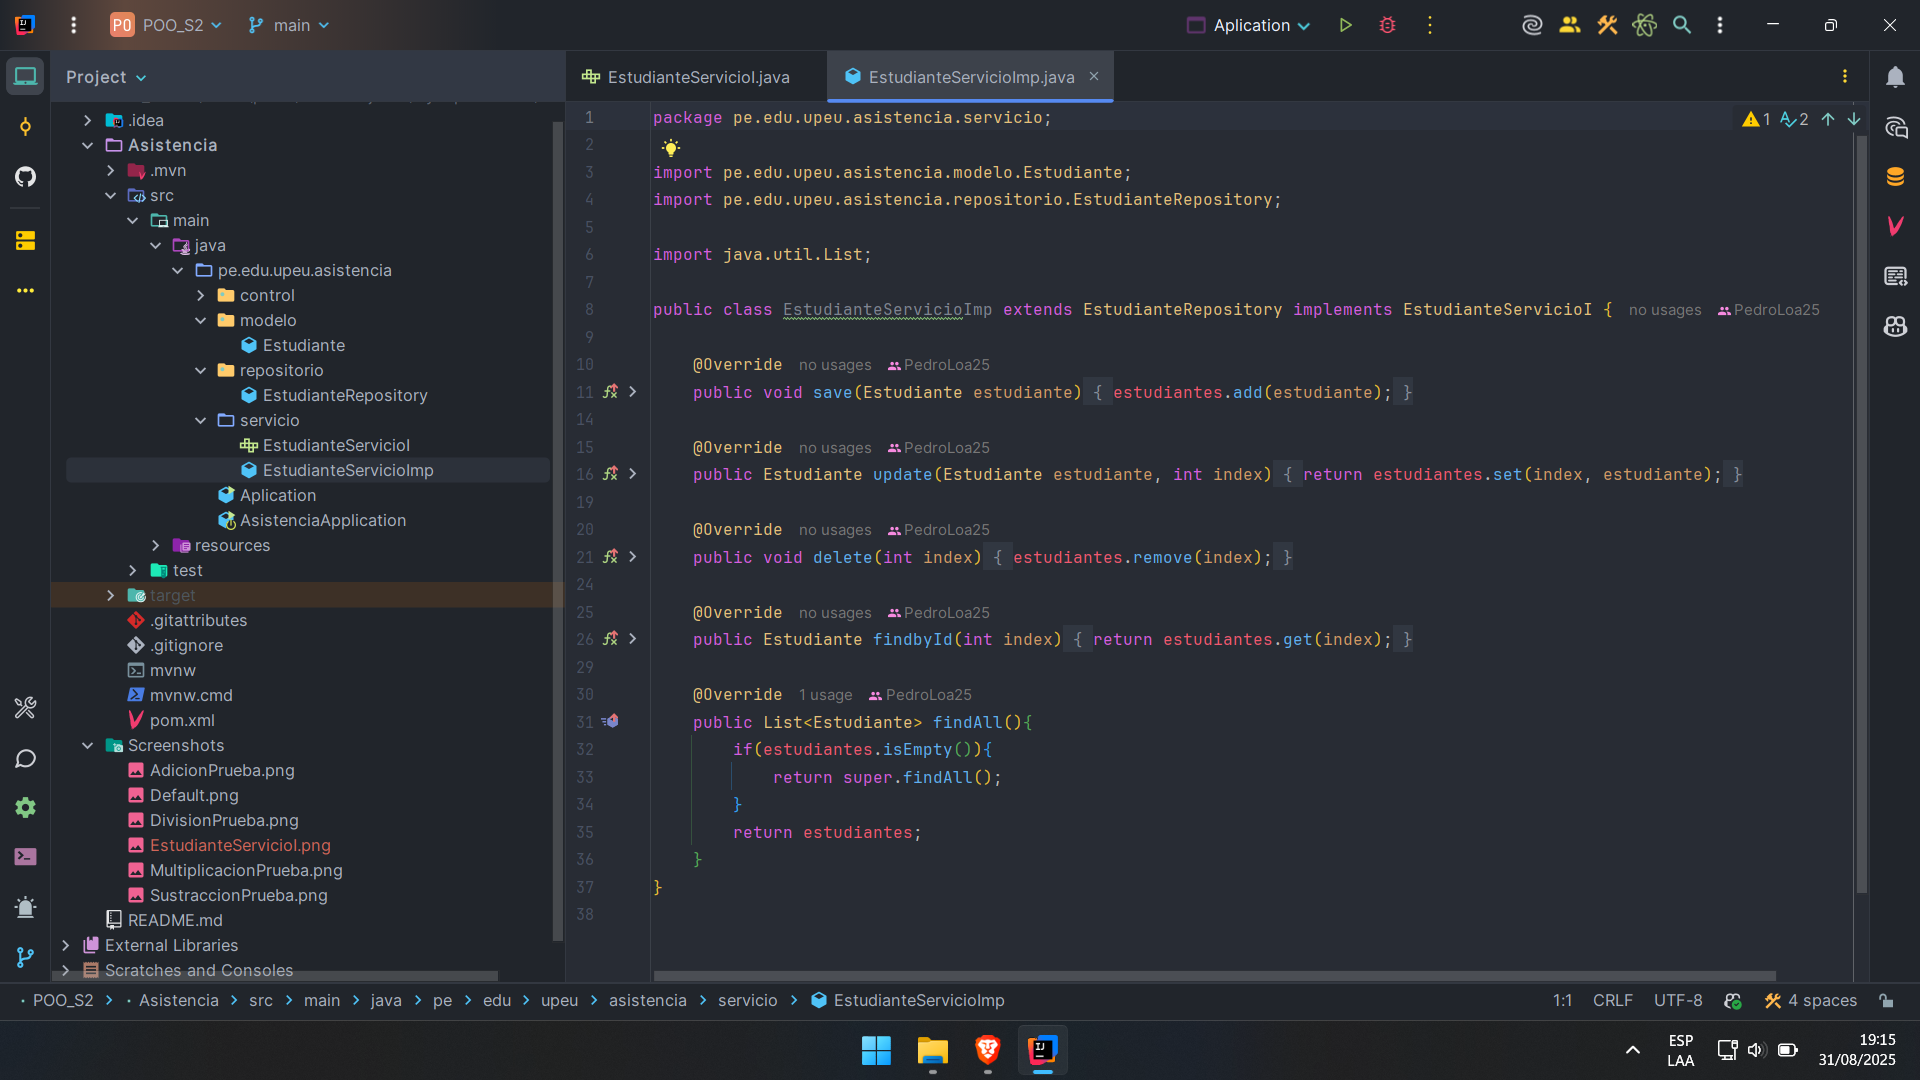 PO POO_S2 main Aplication
Project
EstudianteServicioI.java
EstudianteServicioImp.java
.idea
Asistencia
.mvn
src
main
java
pe.edu.upeu.asistencia
control
modelo
Estudiante
repositorio
EstudianteRepository
servicio
EstudianteServicioI
EstudianteServicioImp
Aplication
AsistenciaApplication
resources
test
target
.gitattributes
.gitignore
mvnw
mvnw.cmd
pom.xml
Screenshots
AdicionPrueba.png
Default.png
DivisionPrueba.png
EstudianteServicioI.png
MultiplicacionPrueba.png
SustraccionPrueba.png
README.md
External Libraries
Scratches and Consoles
1 package pe.edu.upeu.asistencia.servicio;
1 2
2
3 import pe.edu.upeu.asistencia.modelo.Estudiante;
4 import pe.edu.upeu.asistencia.repositorio.EstudianteRepository;
5
6 import java.util.List;
7
8 public class EstudianteServicioImp extends EstudianteRepository implements EstudianteServicioI { no usages PedroLoa25
9
10 @Override no usages PedroLoa25
11 public void save(Estudiante estudiante) { estudiantes.add(estudiante); }
14
15 @Override no usages PedroLoa25
16 public Estudiante update(Estudiante estudiante, int index) { return estudiantes.set(index, estudiante); }
19
20 @Override no usages PedroLoa25
21 public void delete(int index) { estudiantes.remove(index); }
24
25 @Override no usages PedroLoa25
26 public Estudiante findbyId(int index) { return estudiantes.get(index); }
29
30 @Override 1 usage PedroLoa25
31 public List<Estudiante> findAll(){
32 if(estudiantes.isEmpty()){
33 return super.findAll();
34 }
35 return estudiantes;
36 }
37 }
38
POO_S2 > Asistencia > src > main > java > pe > edu > upeu > asistencia > servicio > EstudianteServicioImp
1:1 CRLF UTF-8 4 spaces
ESP
LAA
19:15
31/08/2025